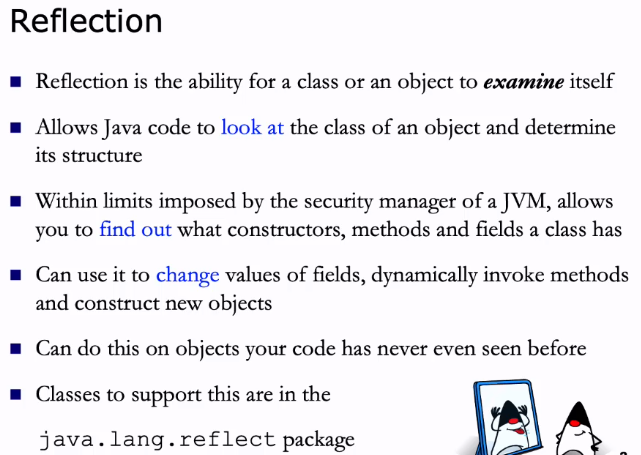 Reflection
Reflection is the ability for a class or an object to examine itself
Allows Java code to look at the class of an object and determine
its structure
Within limits imposed by the security manager of a JVM, allows
you to find out what constructors, methods and fields a class has
Can use it to change values of fields, dynamically invoke methods
and construct new objects
Can do this on objects your code has never even seen before
Classes to support this are in the
java.lang.reflect package